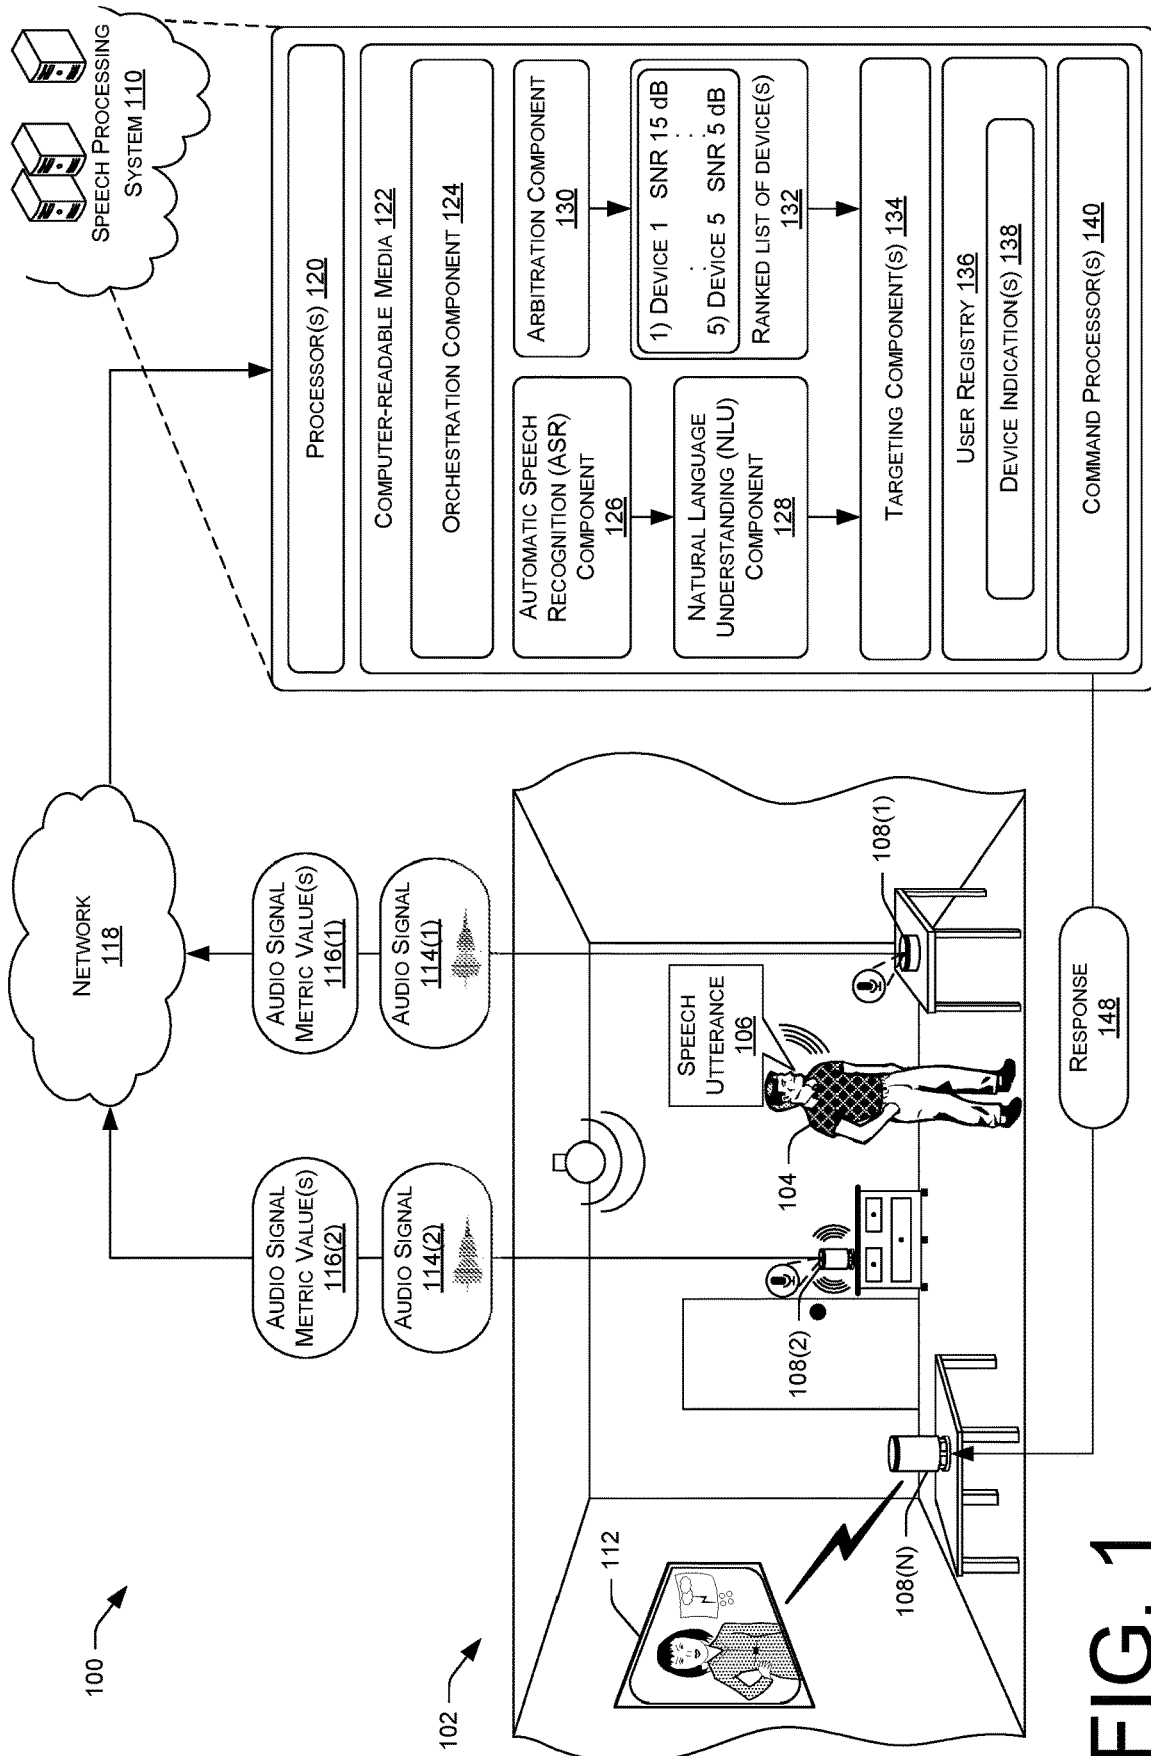 100
102
NETWORK
118
AUDIO SIGNAL
METRIC VALUE(S)
116(2)
AUDIO SIGNAL
METRIC VALUE(S)
116(1)
AUDIO SIGNAL
114(2)
AUDIO SIGNAL
114(1)
112
SPEECH
UTTERANCE
106
104
108(1)
108(2)
108(N)
RESPONSE
148
SPEECH PROCESSING
SYSTEM 110
PROCESSOR(S) 120
COMPUTER-READABLE MEDIA 122
ORCHESTRATION COMPONENT 124
AUTOMATIC SPEECH
RECOGNITION (ASR)
COMPONENT
126
ARBITRATION COMPONENT
130
NATURAL LANGUAGE
UNDERSTANDING (NLU)
COMPONENT
128
1) DEVICE 1 SNR 15 dB
5) DEVICE 5 SNR 5 dB
RANKED LIST OF DEVICE(S)
132
TARGETING COMPONENT(S) 134
USER REGISTRY 136
DEVICE INDICATION(S) 138
COMMAND PROCESSOR(S) 140
FIG. 1